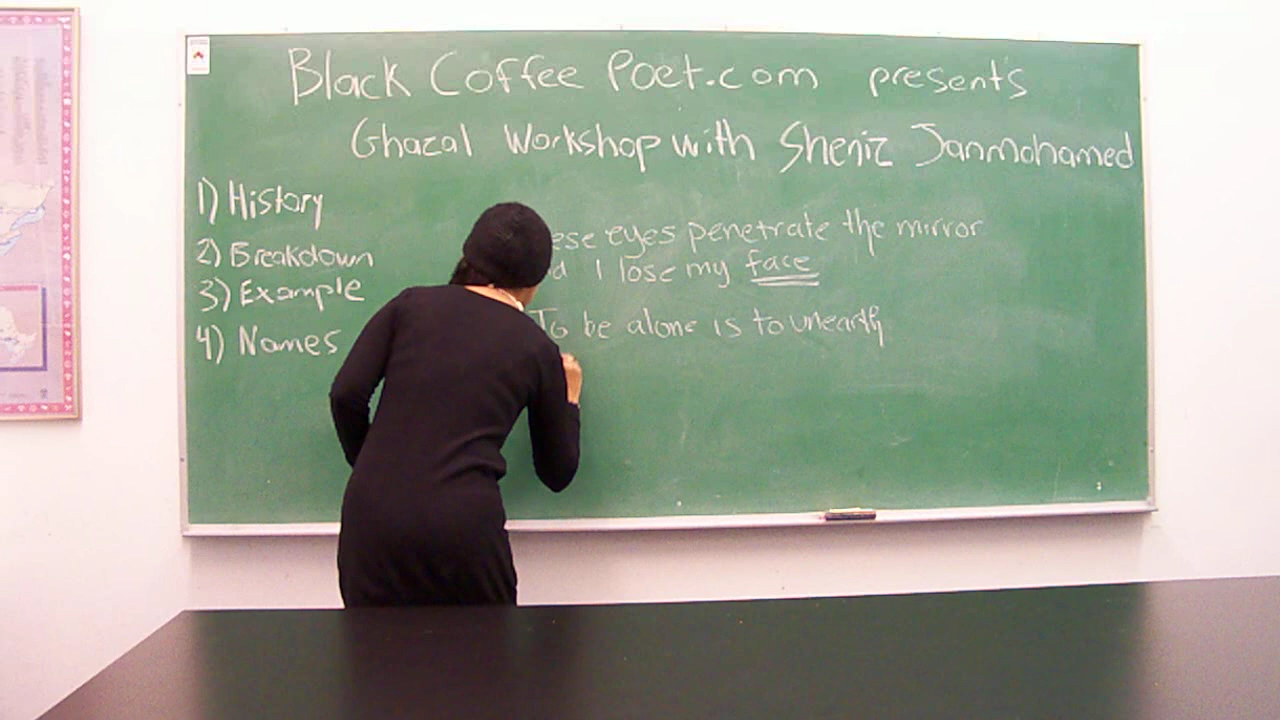 Black Coffee Poet.com presents
Ghazal Workshop with Sheniz Janmohamed
1) History
2) Breakdown
3) Example
4) Names
ese eyes penetrate the mirror
I lose my face
To be alone is to unearth